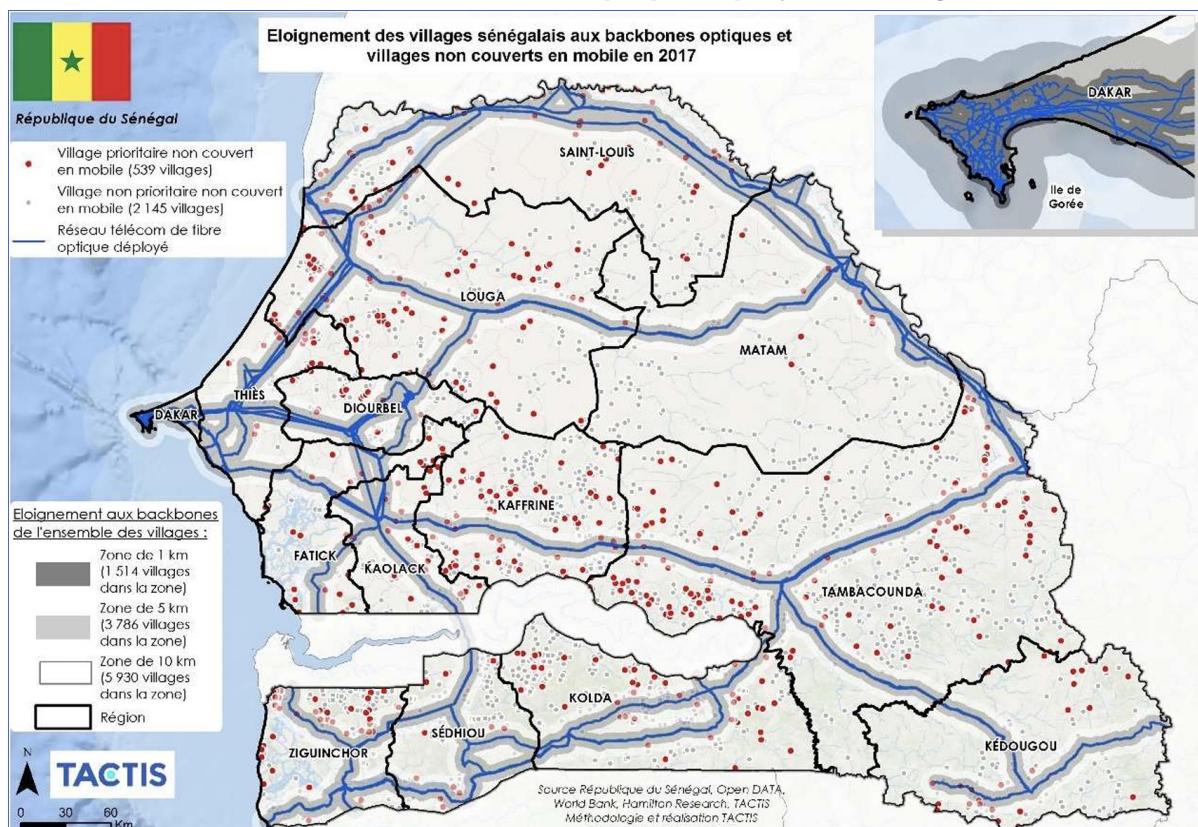 Eloignement des villages sénégalais aux backbones optiques et
villages non couverts en mobile en 2017
République du Sénégal
Village prioritaire non couvert
en mobile (539 villages)
Village non prioritaire non couvert
en mobile (2 145 villages)
Réseau télécom de fibre
optique déployé
DAKAR
Ile de
Gorée
SAINT-LOUIS
LOUGA
MATAM
THIÈS
DIOURBEL
DAKAR
KAFFRINE
FATICK
KAOLACK
TAMBACOUNDA
KOLDA
SÉDHIOU
ZIGUINCHOR
KÉDOUGOU
Eloignement aux backbones
de l'ensemble des villages :
Zone de 1 km
(1 514 villages
dans la zone)
Zone de 5 km
(3 786 villages
dans la zone)
Zone de 10 km
(5 930 villages
dans la zone)
Région
N
TACTIS
0 30 60
Km
Source République du Sénégal, Open DATA,
World Bank, Hamilton Research, TACTIS
Méthodologie et réalisation TACTIS